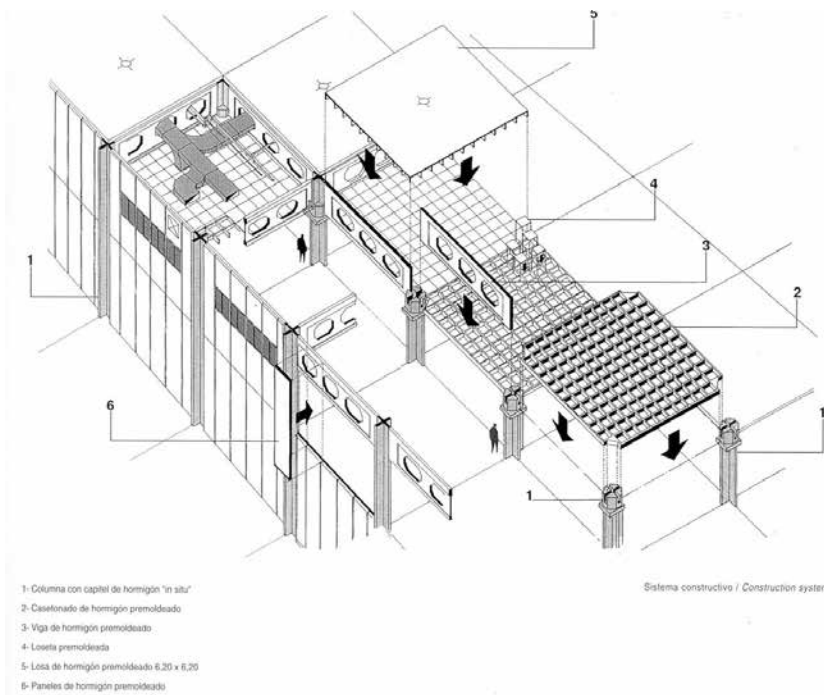 5
4
3
1
2
6
1
1
1- Columna con capitel de hormigón "in situ"
2- Casetonado de hormigón premoldeado
3- Viga de hormigón premoldeado
4- Loseta premoldeada
5- Losa de hormigón premoldeado 6,20 x 6,20
6- Paneles de hormigón premoldeado
Sistema constructivo / Construction system